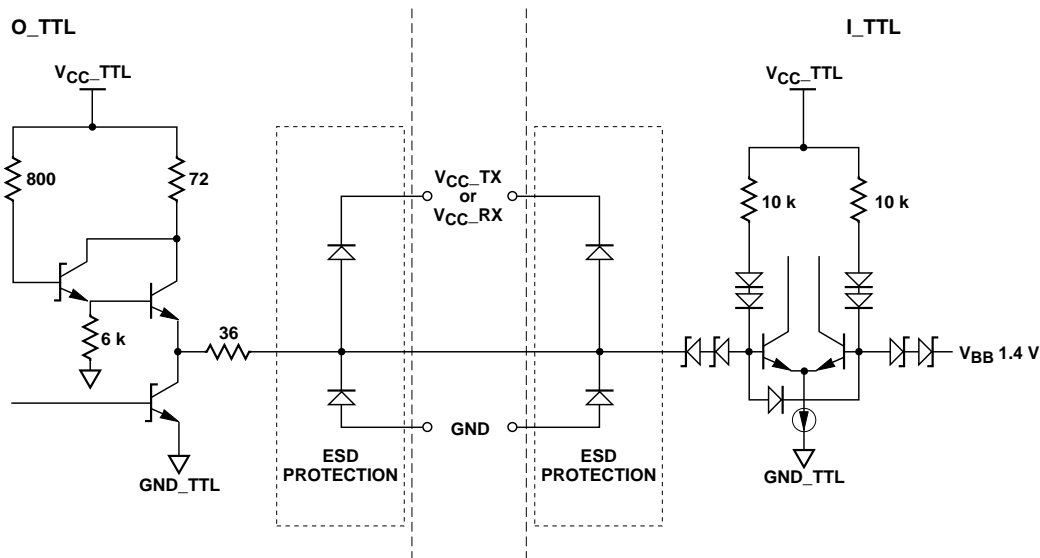 O_TTL
I_TTL
VCC_TTL
VCC_TTL
800
72
VCC_TX
or
VCC_RX
10 k
10 k
6 k
36
VBB 1.4 V
GND
ESD
PROTECTION
ESD
PROTECTION
GND_TTL
GND_TTL